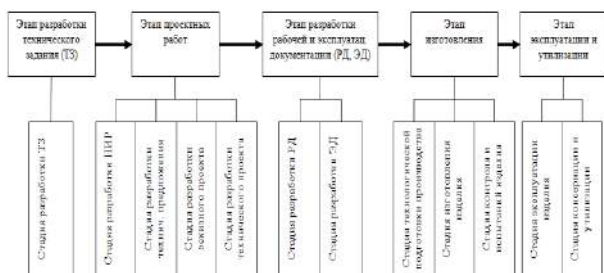 Этап разработки
технического
задания (ТЗ)
Этап проектных
работ
Этап разработки
рабочей и эксплуатац.
документации (РД, ЭД)
Этап
изготовления
Этап
эксплуатации и
утилизации
Стадия разработки ТЗ
Стадия разработки НИР
Стадия разработки
технич. предложения
Стадия разработки
эскизного проекта
Стадия разработки
технического проекта
Стадия разработки РД
Стадия разработки ЭД
Стадия технологической
подготовки производства
Стадия изготовления
изделия
Стадия контроля и
испытания изделия
Стадия эксплуатации
изделия
Стадия консервации и
утилизации